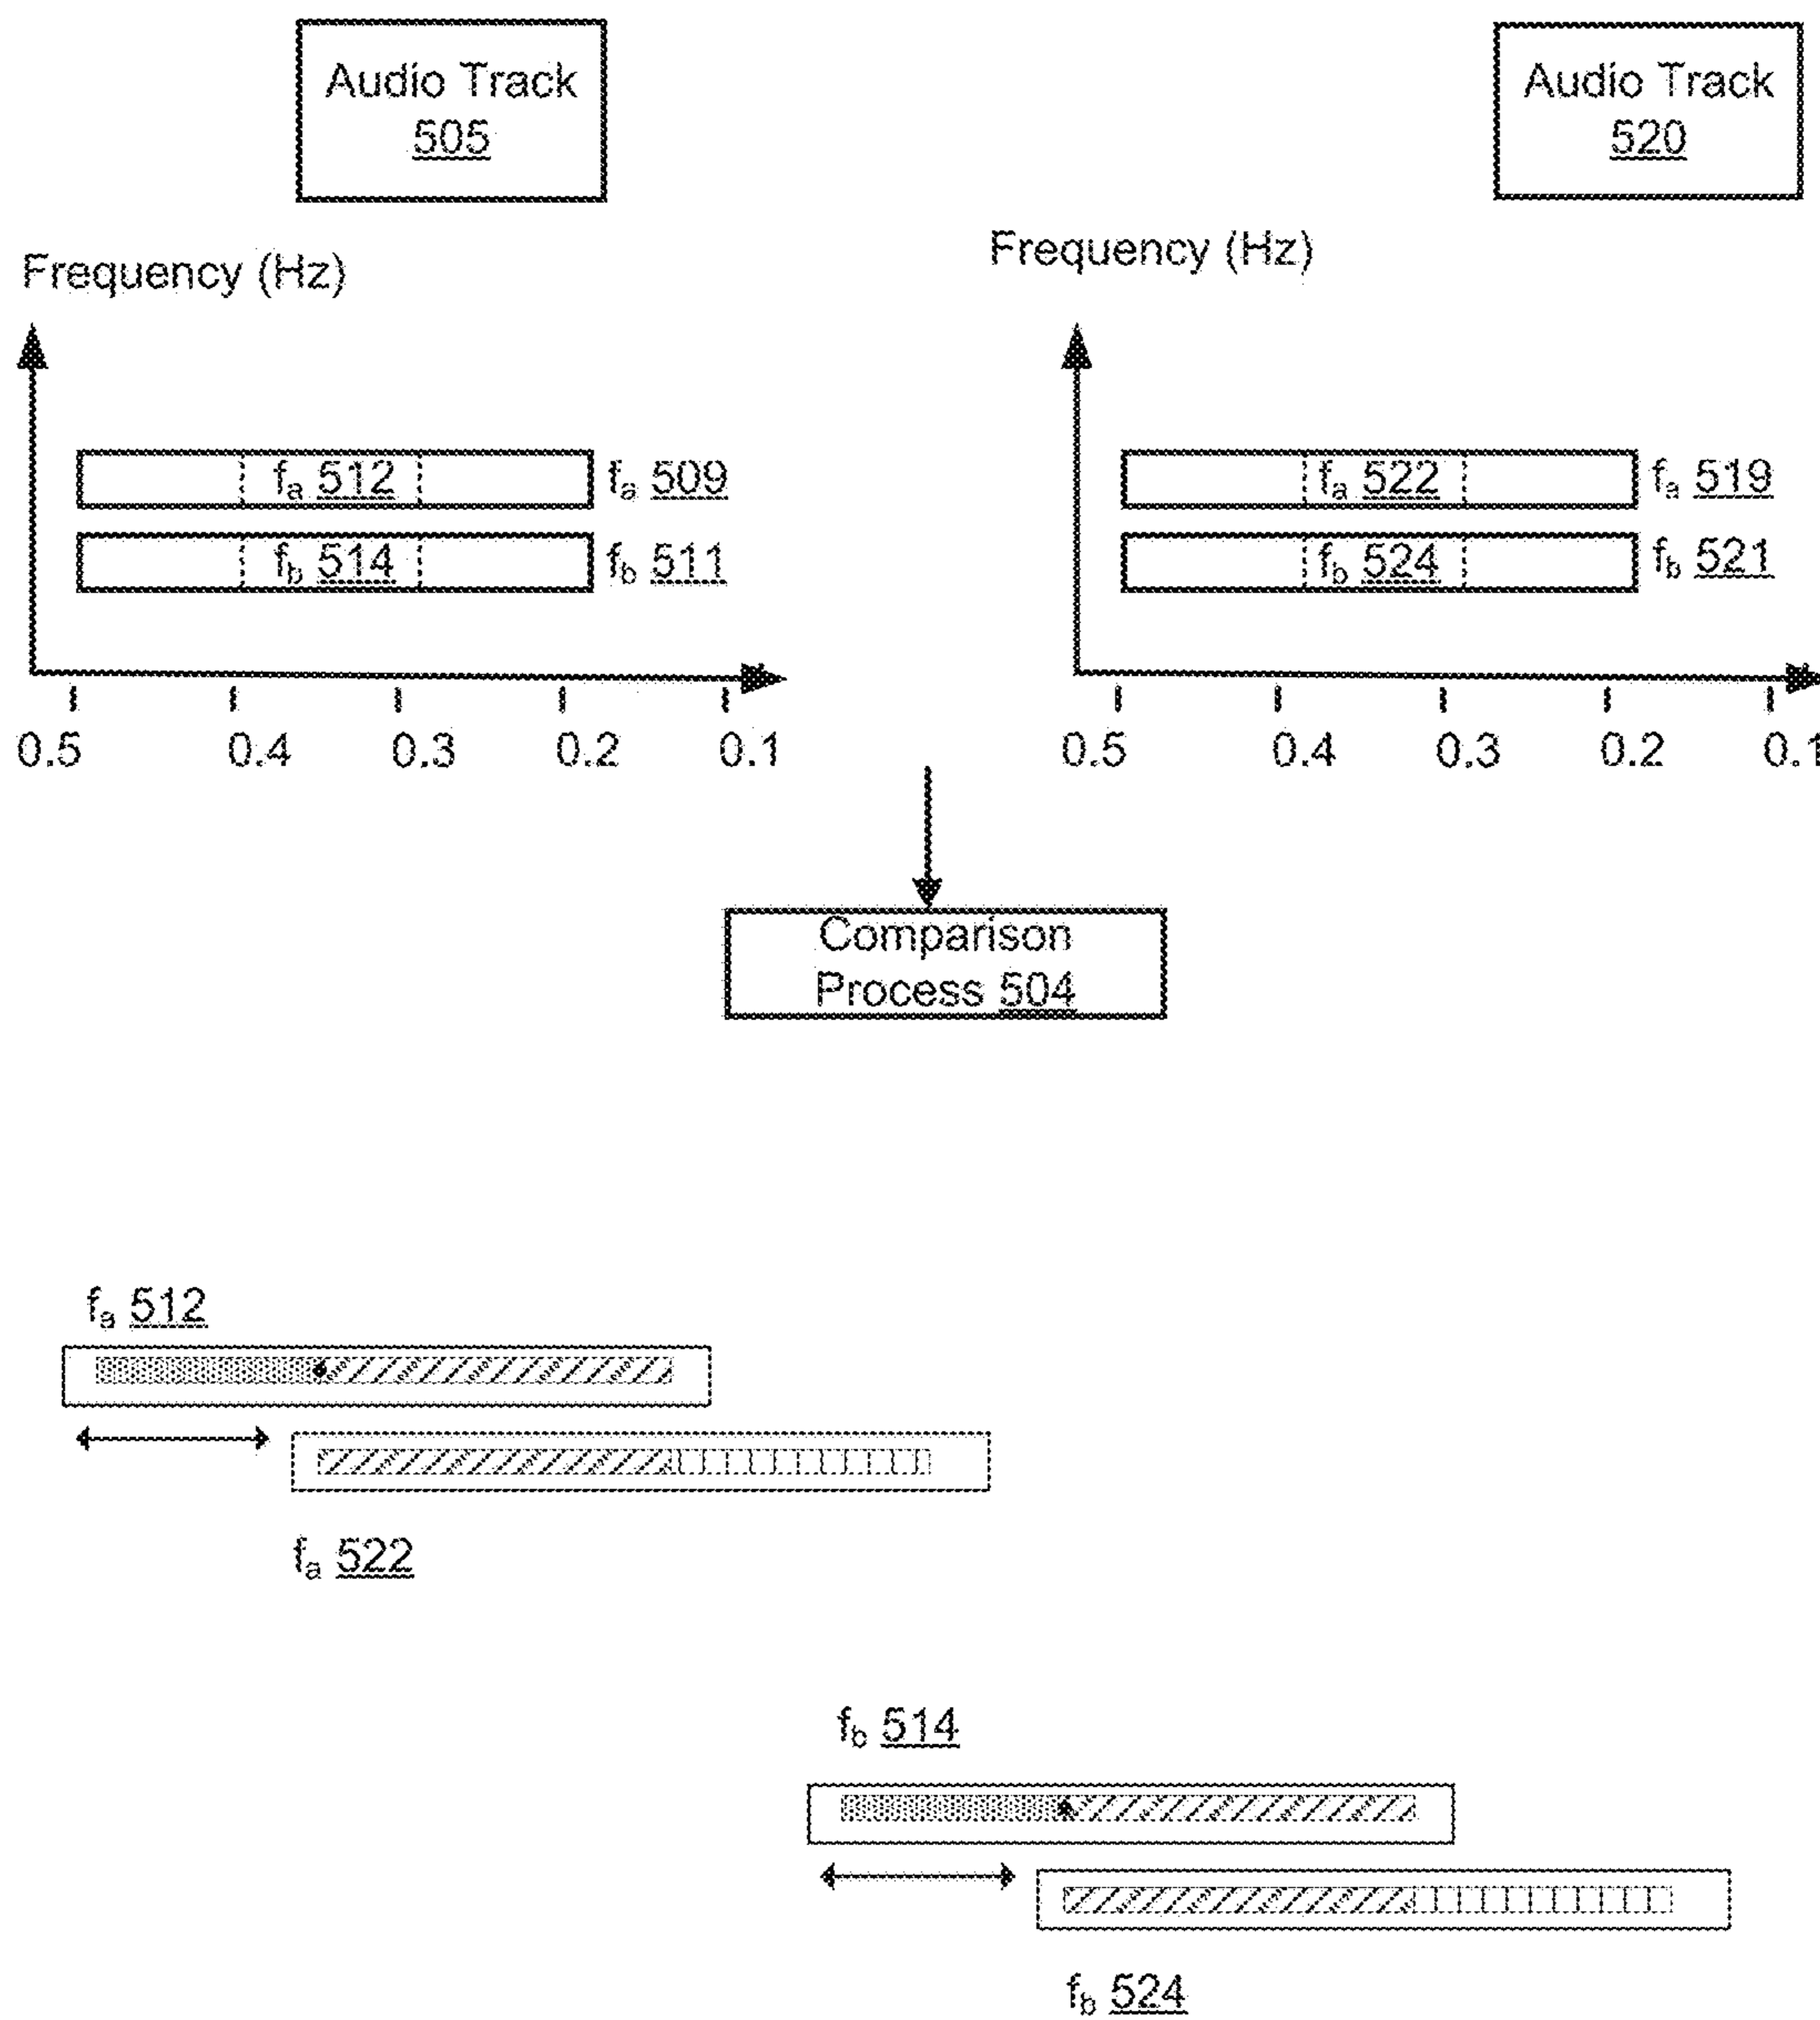 Audio Track
505
Audio Track
520
Frequency (Hz)
Frequency (Hz)
fa 512
fa 509
fb 514
fb 511
fa 522
fa 519
fb 524
fb 521
0.5 0.4 0.3 0.2 0.1
0.5 0.4 0.3 0.2 0.1
Comparison
Process 504
fa 512
fa 522
fb 514
fb 524